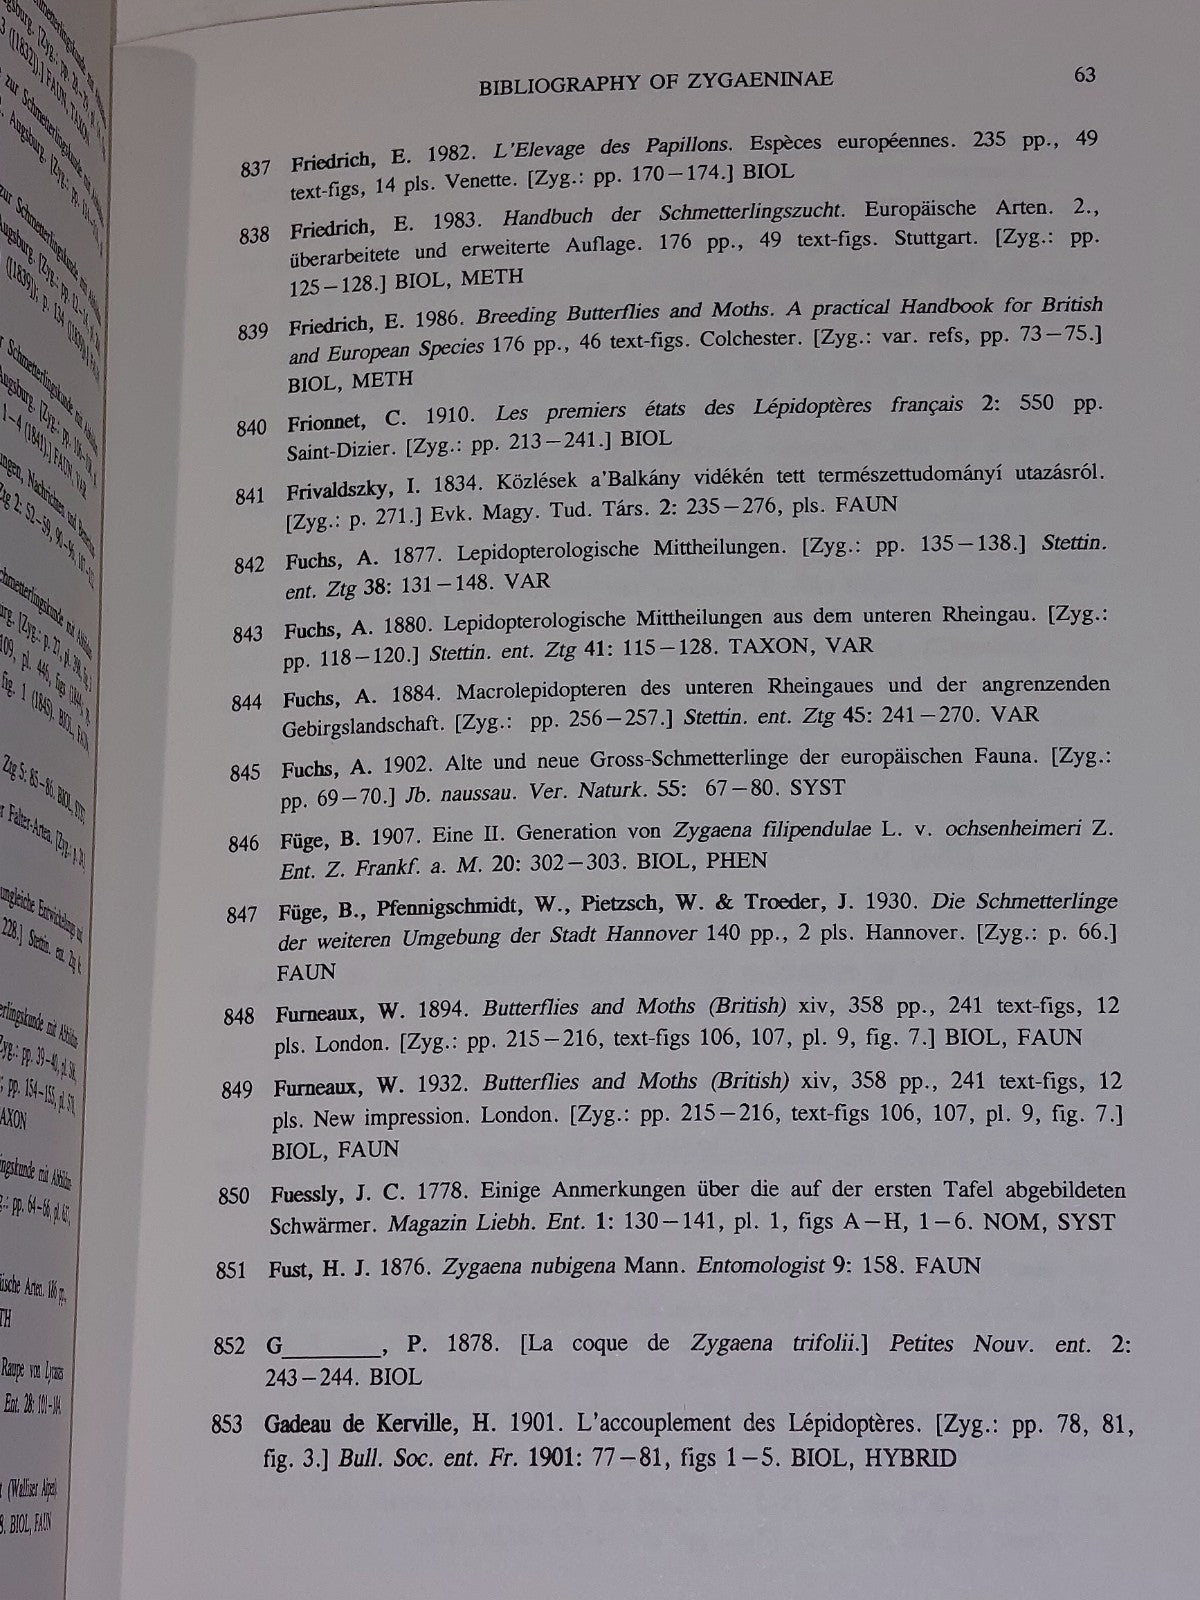 BIBLIOGRAPHY OF ZYGAENINAE 63
837 Friedrich, E. 1982. L'Elevage des Papillons. Espèces européennes. 235 pp., 49
text-figs, 14 pls. Venette. [Zyg.: pp. 170–174.] BIOL
838 Friedrich, E. 1983. Handbuch der Schmetterlingszucht. Europäische Arten. 2.,
überarbeitete und erweiterte Auflage. 176 pp., 49 text-figs. Stuttgart. [Zyg.: pp.
125–128.] BIOL, METH
839 Friedrich, E. 1986. Breeding Butterflies and Moths. A practical Handbook for British
and European Species 176 pp., 46 text-figs. Colchester. [Zyg.: var. refs, pp. 73–75.]
BIOL, METH
840 Frionnet, C. 1910. Les premiers états des Lépidoptères français 2: 550 pp.
Saint-Dizier. [Zyg.: pp. 213–241.] BIOL
841 Frivaldszky, I. 1834. Közlések a'Balkány vidékén tett természettudományí utazásról.
[Zyg.: p. 271.] Evk. Magy. Tud. Társ. 2: 235–276, pls. FAUN
842 Fuchs, A. 1877. Lepidopterologische Mittheilungen. [Zyg.: pp. 135–138.] Stettin.
ent. Ztg 38: 131–148. VAR
843 Fuchs, A. 1880. Lepidopterologische Mittheilungen aus dem unteren Rheingau. [Zyg.:
pp. 118–120.] Stettin. ent. Ztg 41: 115–128. TAXON, VAR
844 Fuchs, A. 1884. Macrolepidopteren des unteren Rheingaues und der angrenzenden
Gebirgslandschaft. [Zyg.: pp. 256–257.] Stettin. ent. Ztg 45: 241–270. VAR
845 Fuchs, A. 1902. Alte und neue Gross-Schmetterlinge der europäischen Fauna. [Zyg.:
pp. 69–70.] Jb. naussau. Ver. Naturk. 55: 67–80. SYST
846 Füge, B. 1907. Eine II. Generation von Zygaena filipendulae L. v. ochsenheimeri Z.
Ent. Z. Frankf. a. M. 20: 302–303. BIOL, PHEN
847 Füge, B., Pfennigschmidt, W., Pietzsch, W. & Troeder, J. 1930. Die Schmetterlinge
der weiteren Umgebung der Stadt Hannover 140 pp., 2 pls. Hannover. [Zyg.: p. 66.]
FAUN
848 Furneaux, W. 1894. Butterflies and Moths (British) xiv, 358 pp., 241 text-figs, 12
pls. London. [Zyg.: pp. 215–216, text-figs 106, 107, pl. 9, fig. 7.] BIOL, FAUN
849 Furneaux, W. 1932. Butterflies and Moths (British) xiv, 358 pp., 241 text-figs, 12
pls. New impression. London. [Zyg.: pp. 215–216, text-figs 106, 107, pl. 9, fig. 7.]
BIOL, FAUN
850 Fuessly, J. C. 1778. Einige Anmerkungen über die auf der ersten Tafel abgebildeten
Schwärmer. Magazin Liebh. Ent. 1: 130–141, pl. 1, figs A–H, 1–6. NOM, SYST
851 Fust, H. J. 1876. Zygaena nubigena Mann. Entomologist 9: 158. FAUN
852 G________, P. 1878. [La coque de Zygaena trifolii.] Petites Nouv. ent. 2:
243–244. BIOL
853 Gadeau de Kerville, H. 1901. L'accouplement des Lépidoptères. [Zyg.: pp. 78, 81,
fig. 3.] Bull. Soc. ent. Fr. 1901: 77–81, figs 1–5. BIOL, HYBRID